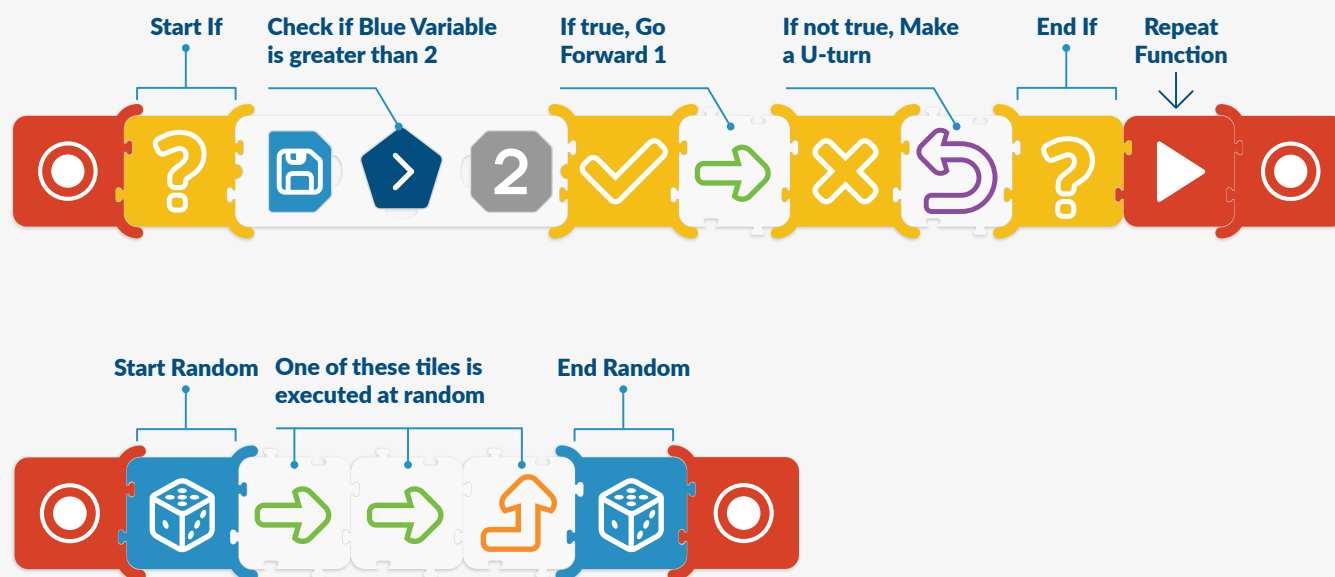 Start If
Check if Blue Variable
is greater than 2
If true, Go
Forward 1
If not true, Make
a U-turn
End If
Repeat
Function
2
Start Random
One of these tiles is
executed at random
End Random